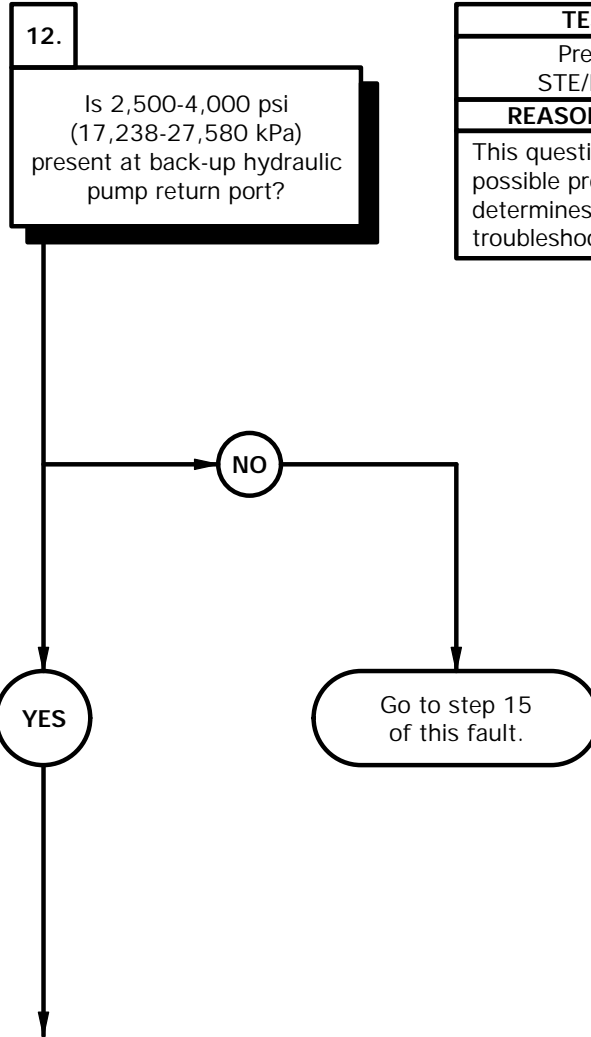 12.
Is 2,500-4,000 psi
(17,238-27,580 kPa)
present at back-up hydraulic
pump return port?
TE
Pre
STE/
REASO
This questi
possible pr
determines
troubleshoo
NO
YES
Go to step 15
of this fault.